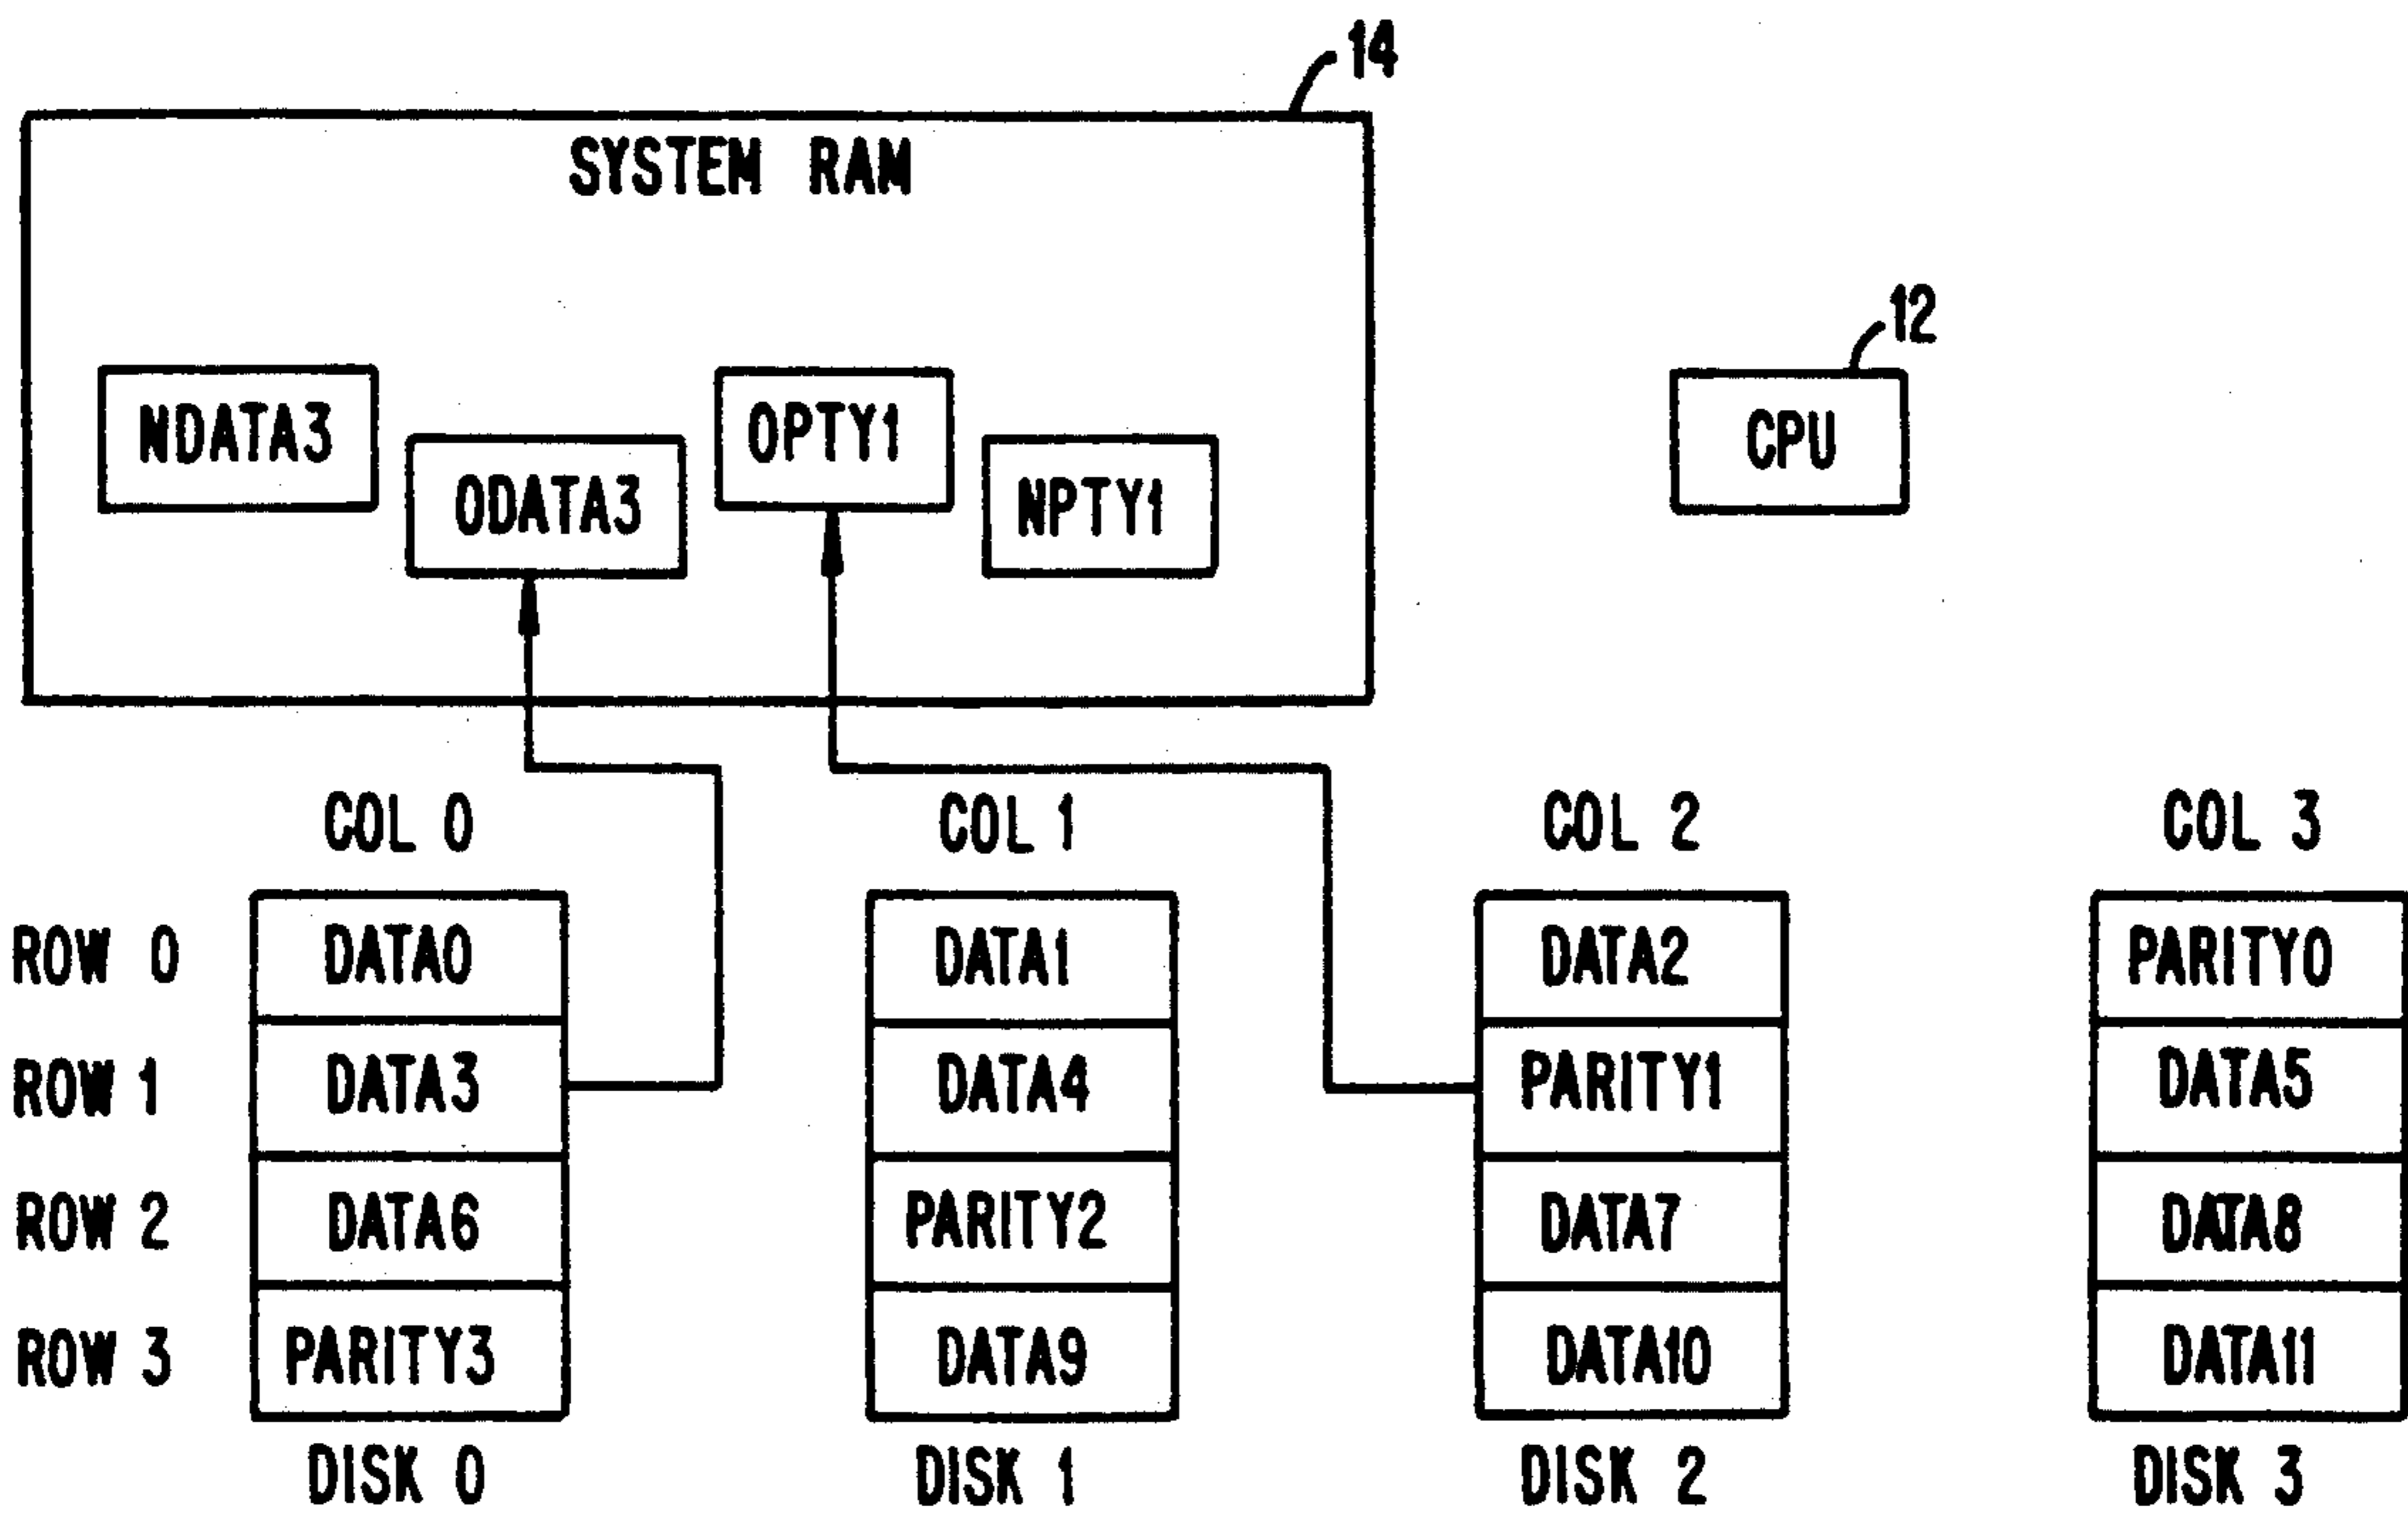 14
SYSTEM RAM
12
NDATA3
OPTY1
CPU
ODATA3
NPTY1
COL 0
COL 1
COL 2
COL 3
ROW 0
DATA0
DATA1
DATA2
PARITY0
ROW 1
DATA3
DATA4
PARITY1
DATA5
ROW 2
DATA6
PARITY2
DATA7
DATA8
ROW 3
PARITY3
DATA9
DATA10
DATA11
DISK 0
DISK 1
DISK 2
DISK 3